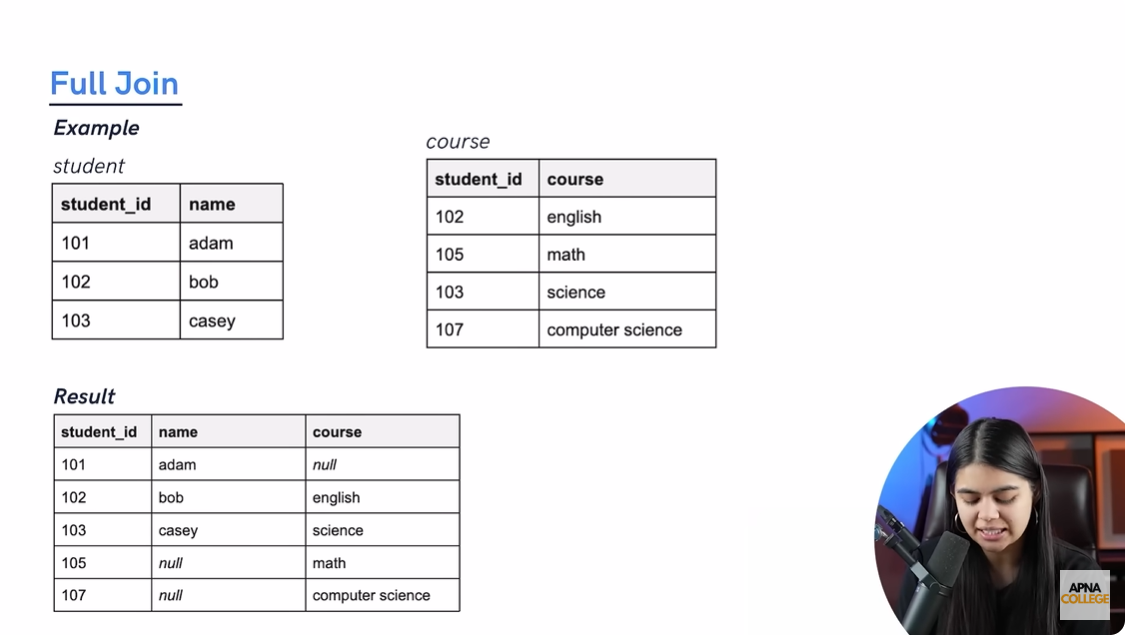 Full Join
Example
student
student_id name
101 adam
102 bob
103 casey
course
student_id course
102 english
105 math
103 science
107 computer science
Result
student_id name course
101 adam null
102 bob english
103 casey science
105 null math
107 null computer science
APNA
COLLEGE